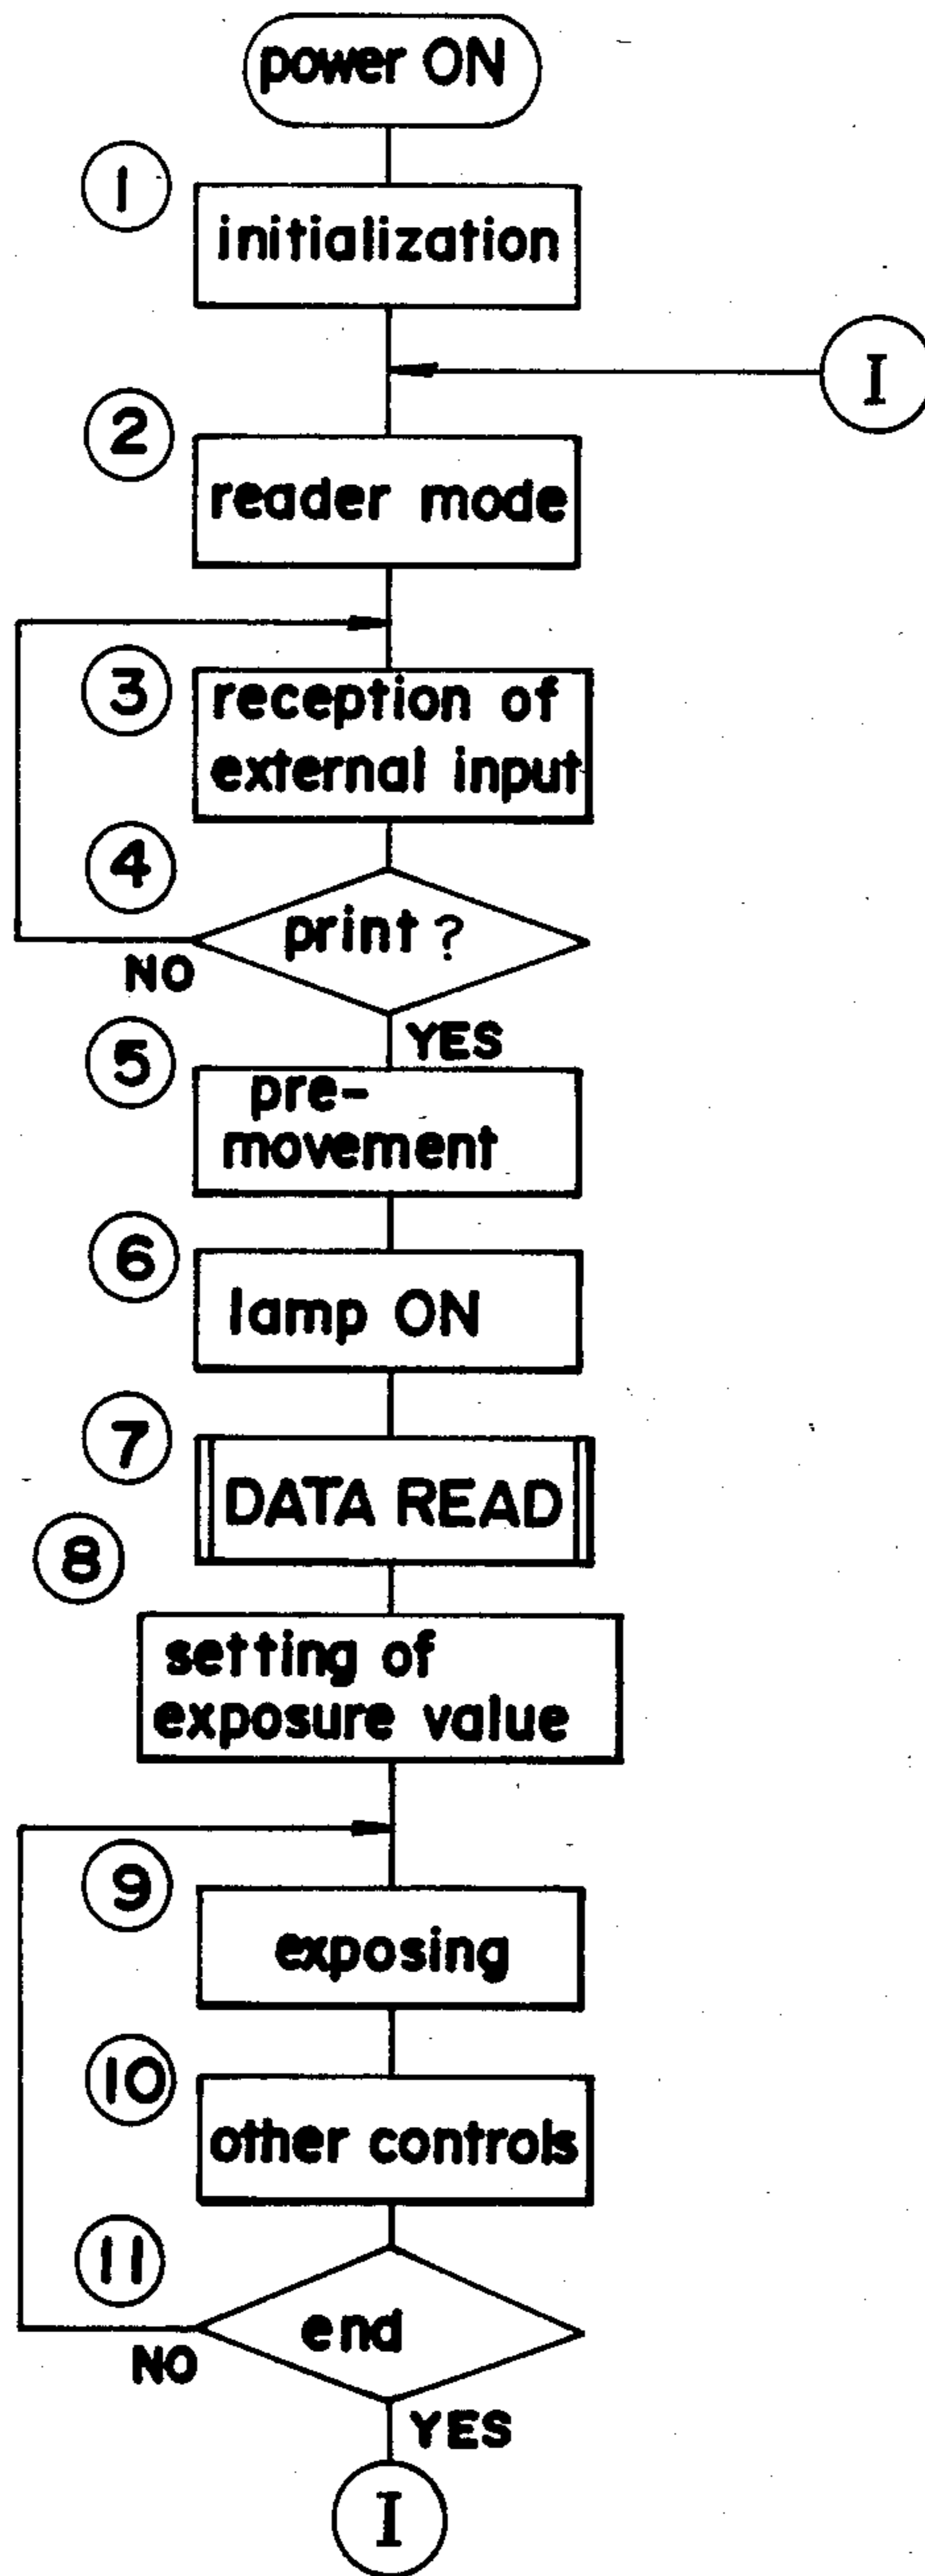 power ON
1
initialization
I
2
reader mode
3
reception of
external input
4
print ?
NO
YES
5
pre-
movement
6
lamp ON
7
DATA READ
8
setting of
exposure value
9
exposing
10
other controls
11
end
NO
YES
I